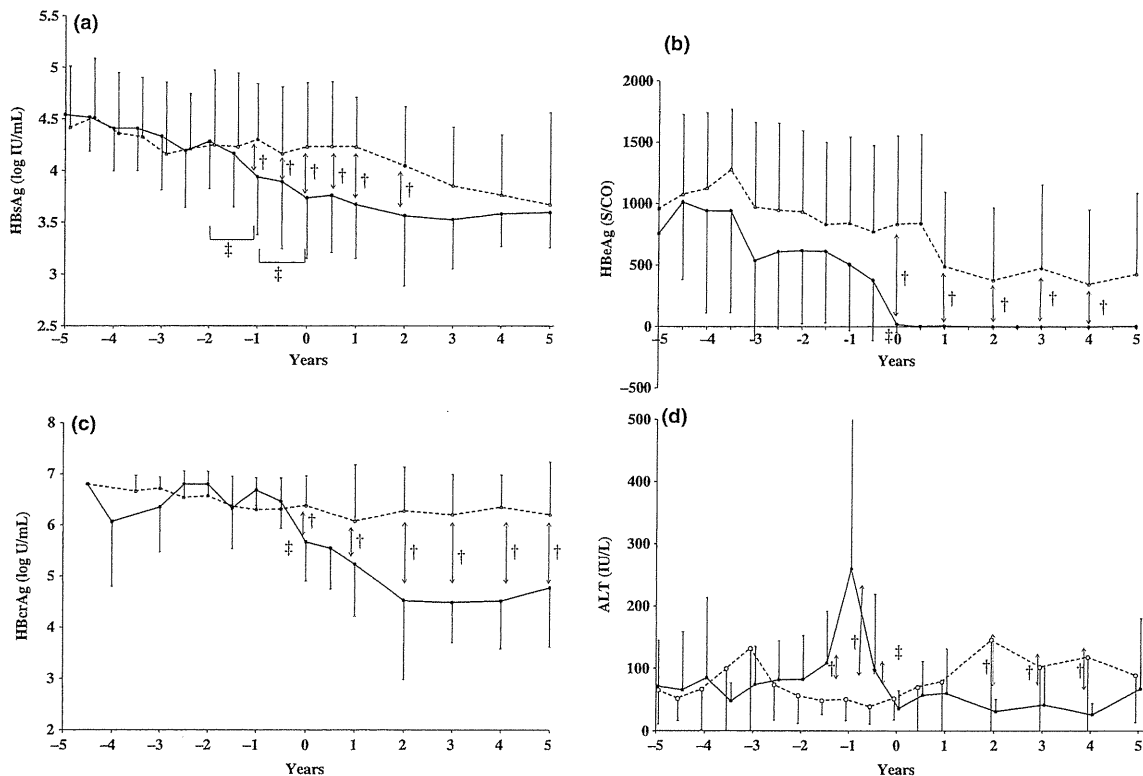 (a)
HBsAg (log IU/mL)
5.5
5
4.5
4
3.5
3
2.5
† † † † † †
‡
‡
−5 −4 −3 −2 −1 0 1 2 3 4 5
Years
(b)
HBeAg (S/CO)
2000
1500
1000
500
0
−500
†
† † † †
‡
−5 −4 −3 −2 -1 0 1 2 3 4 5
Years
(c)
HBcrAg (log U/mL)
8
7
6
5
4
3
2
‡ † † † † † †
−5 −4 −3 −2 −1 0 1 2 3 4 5
Years
(d)
ALT (IU/L)
500
400
300
200
100
0
† † ‡
† † †
−5 −4 −3 −2 −1 0 1 2 3 4 5
Years